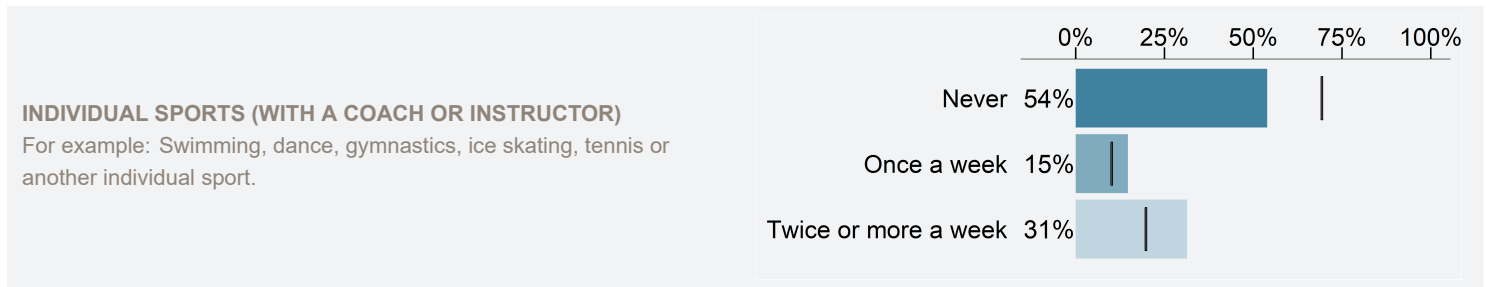 INDIVIDUAL SPORTS (WITH A COACH OR INSTRUCTOR)
For example: Swimming, dance, gymnastics, ice skating, tennis or
another individual sport.
0% 25% 50% 75% 100%
Never 54%
Once a week 15%
Twice or more a week 31%